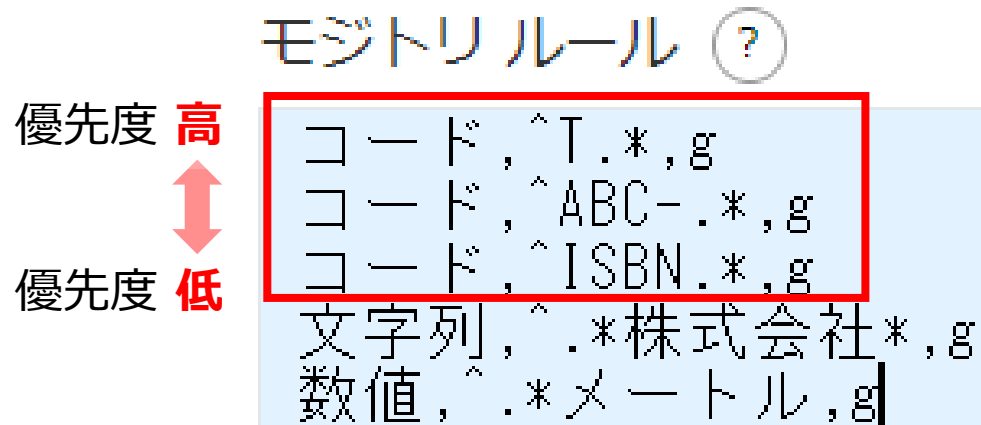 モジトリ ルール ?
優先度 高
コード,^T.*,g
コード,^ABC-.*,g
優先度 低
コード,^ISBN.*,g
文字列,^.*株式会社*,g
数値,^.*メートル,g